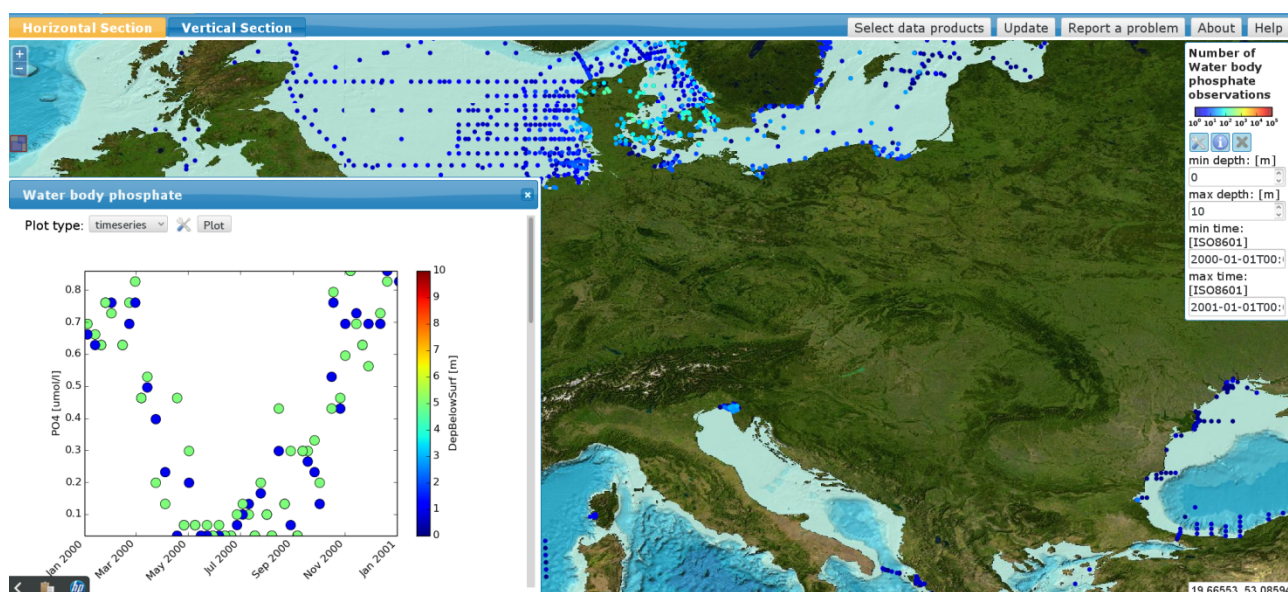 Horizontal Section Vertical Section Select data products Update Report a problem About Help
+
−
Number of
Water body
phosphate
observations
10⁰ 10¹ 10² 10³ 10⁴ 10⁵
min depth: [m]
0
max depth: [m]
10
min time:
[ISO8601]
2000-01-01T00:
max time:
[ISO8601]
2001-01-01T00:
Water body phosphate ×
Plot type: timeseries Plot
PO4 [umol/l]
0.8
0.7
0.6
0.5
0.4
0.3
0.2
0.1
Jan 2000 Mar 2000 May 2000 Jul 2000 Sep 2000 Nov 2000 Jan 2001
10
9
8
7
6
5
4
3
2
1
0
DepBelowSurf [m]
hp
19.66553, 53.0859